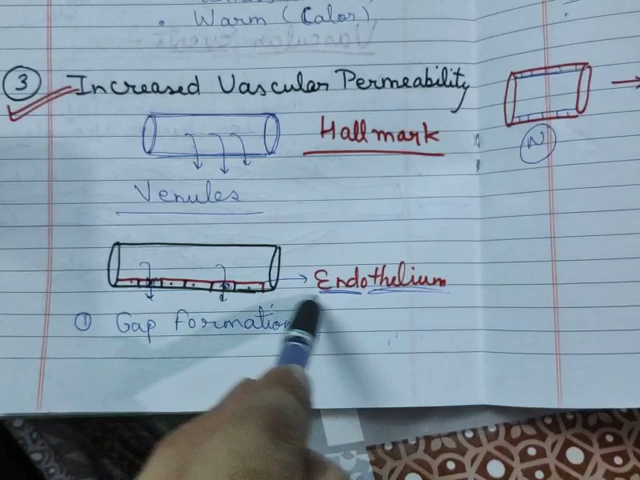 • Warm (Calor)
③ Increased Vascular Permeability
Hallmark
N
Venules
Endothelium
① Gap Formation